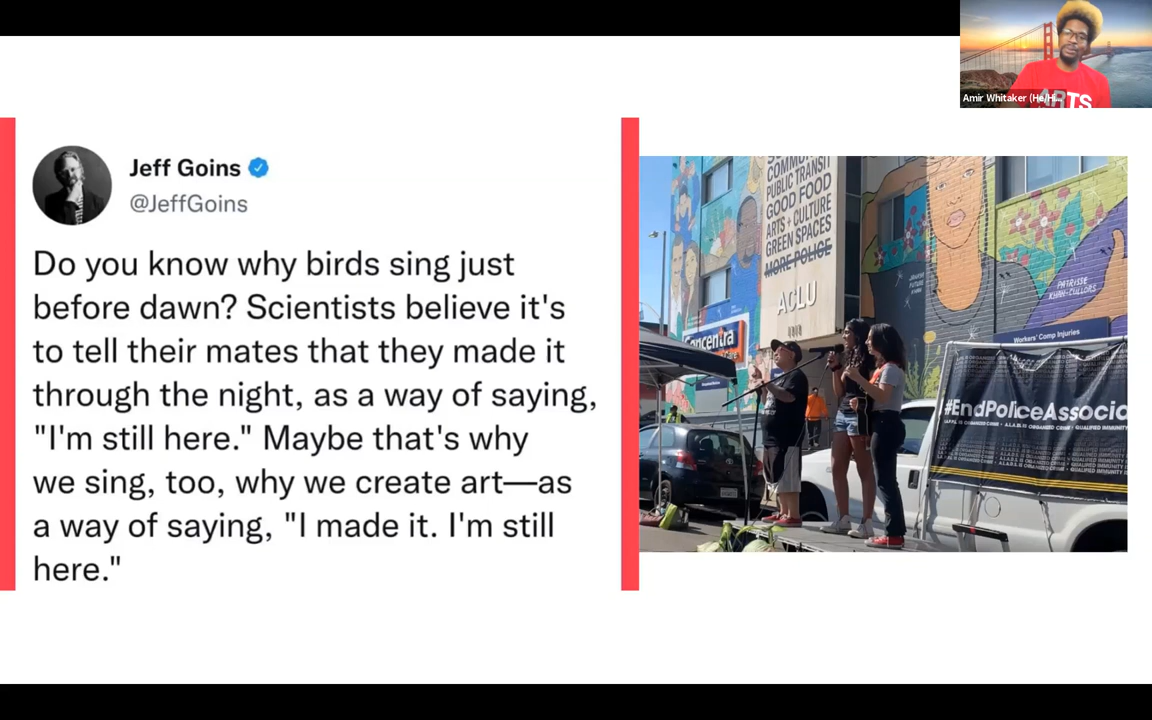 Amir Whitaker (He/Hi...
Jeff Goins
@JeffGoins
Do you know why birds sing just
before dawn? Scientists believe it's
to tell their mates that they made it
through the night, as a way of saying,
"I'm still here." Maybe that's why
we sing, too, why we create art—as
a way of saying, "I made it. I'm still
here."
PUBLIC TRANSIT
GOOD FOOD
ARTS + CULTURE
GREEN SPACES
MORE POLICE
ACLU
PATRISSE
KHAN-CULLORS
Workers' Comp Injuries
#EndPoliceAssocia